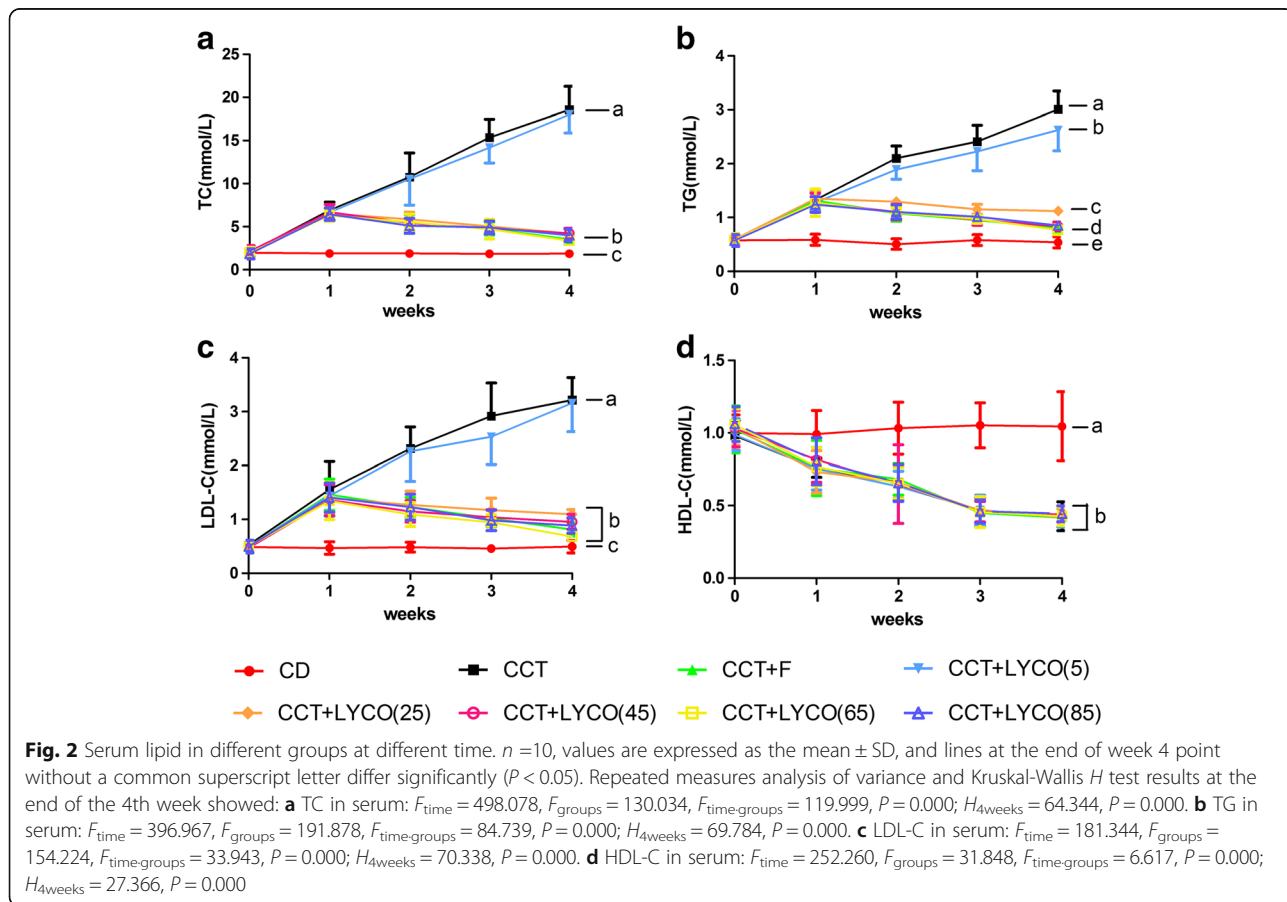 a
TC(mmol/L)
25
20
15
10
5
0
0 1 2 3 4
weeks
a
b
c
b
TG(mmol/L)
4
3
2
1
0
0 1 2 3 4
weeks
a
b
c
d
e
c
LDL-C(mmol/L)
4
3
2
1
0
0 1 2 3 4
weeks
a
b
c
d
HDL-C(mmol/L)
1.5
1.0
0.5
0.0
0 1 2 3 4
weeks
a
b
CD CCT CCT+F CCT+LYCO(5)
CCT+LYCO(25) CCT+LYCO(45) CCT+LYCO(65) CCT+LYCO(85)
Fig. 2 Serum lipid in different groups at different time. n =10, values are expressed as the mean ± SD, and lines at the end of week 4 point
without a common superscript letter differ significantly (P < 0.05). Repeated measures analysis of variance and Kruskal-Wallis H test results at the
end of the 4th week showed: a TC in serum: Ftime = 498.078, Fgroups = 130.034, Ftime·groups = 119.999, P = 0.000; H4weeks = 64.344, P = 0.000. b TG in
serum: Ftime = 396.967, Fgroups = 191.878, Ftime·groups = 84.739, P = 0.000; H4weeks = 69.784, P = 0.000. c LDL-C in serum: Ftime = 181.344, Fgroups =
154.224, Ftime·groups = 33.943, P = 0.000; H4weeks = 70.338, P = 0.000. d HDL-C in serum: Ftime = 252.260, Fgroups = 31.848, Ftime·groups = 6.617, P = 0.000;
H4weeks = 27.366, P = 0.000